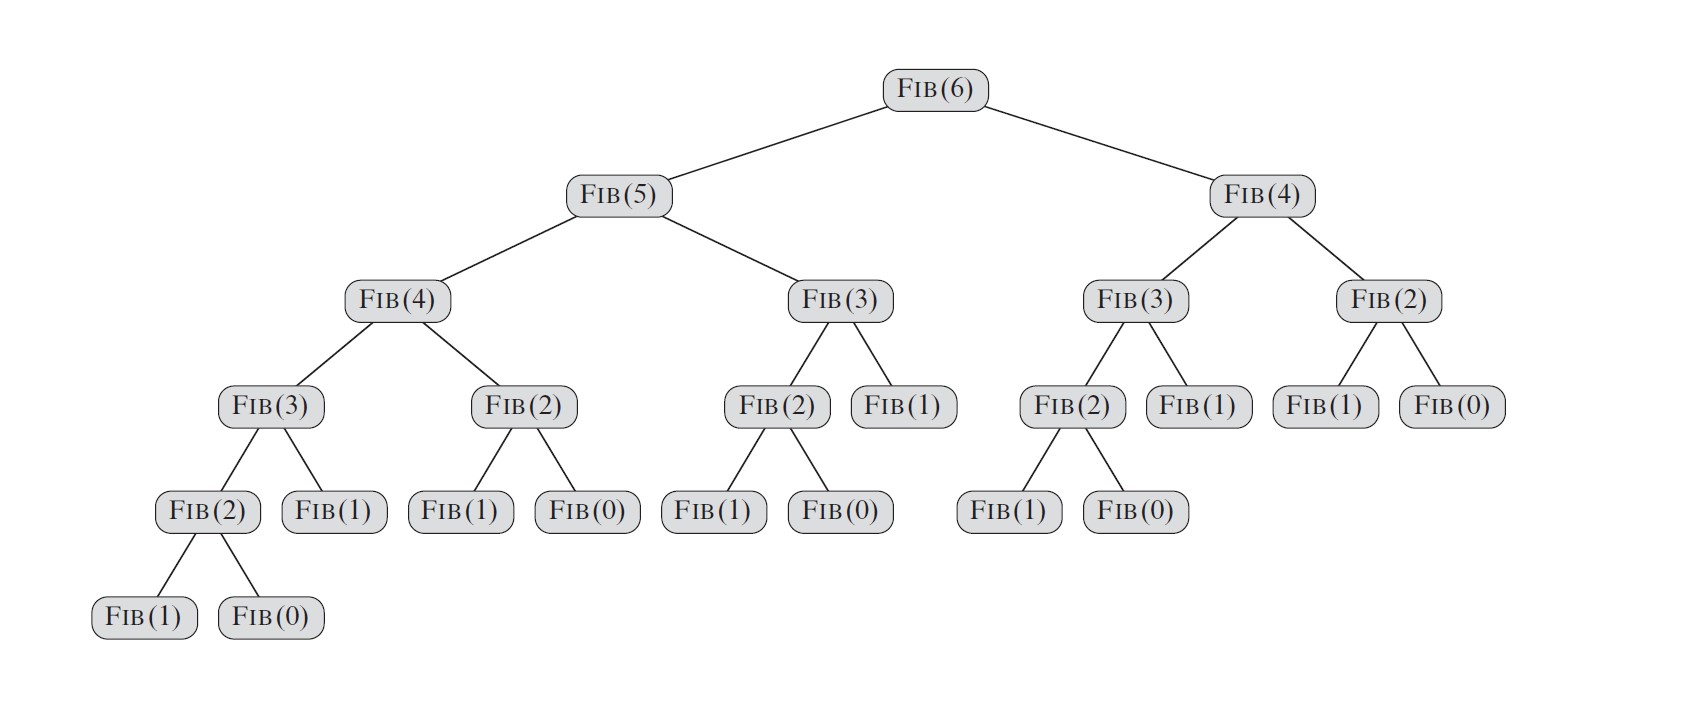 FIB(6)
FIB(5) FIB(4)
FIB(4) FIB(3) FIB(3) FIB(2)
FIB(3) FIB(2) FIB(2) FIB(1) FIB(2) FIB(1) FIB(1) FIB(0)
FIB(2) FIB(1) FIB(1) FIB(0) FIB(1) FIB(0) FIB(1) FIB(0)
FIB(1) FIB(0)